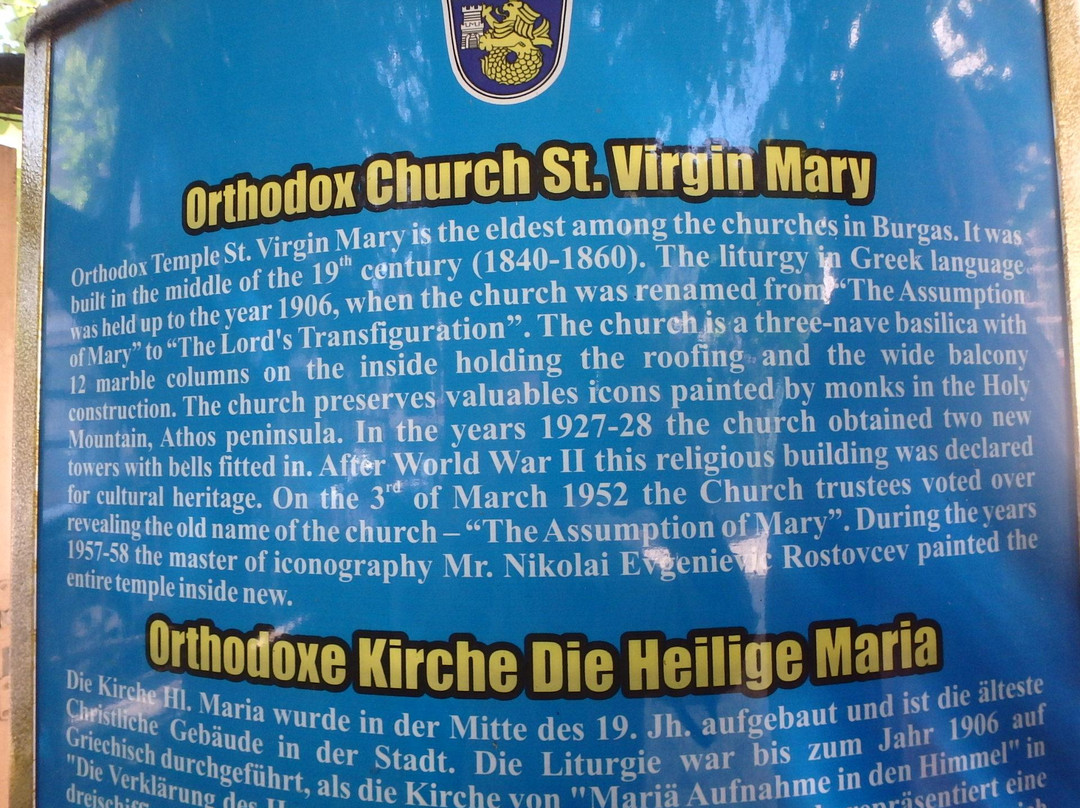 Orthodox Church St. Virgin Mary
Orthodox Temple St. Virgin Mary is the eldest among the churches in Burgas. It was
built in the middle of the 19th century (1840-1860). The liturgy in Greek language
was held up to the year 1906, when the church was renamed from “The Assumption
of Mary” to “The Lord's Transfiguration”. The church is a three-nave basilica with
12 marble columns on the inside holding the roofing and the wide balcony
construction. The church preserves valuables icons painted by monks in the Holy
Mountain, Athos peninsula. In the years 1927-28 the church obtained two new
towers with bells fitted in. After World War II this religious building was declared
for cultural heritage. On the 3rd of March 1952 the Church trustees voted over
revealing the old name of the church – “The Assumption of Mary”. During the years
1957-58 the master of iconography Mr. Nikolai Evgenievic Rostovcev painted the
entire temple inside new.
Orthodoxe Kirche Die Heilige Maria
Die Kirche Hl. Maria wurde in der Mitte des 19. Jh. aufgebaut und ist die älteste
Christliche Gebäude in der Stadt. Die Liturgie war bis zum Jahr 1906 auf
Griechisch durchgeführt, als die Kirche von "Mariä Aufnahme in den Himmel" in
"Die Verklärung des repräsentiert eine